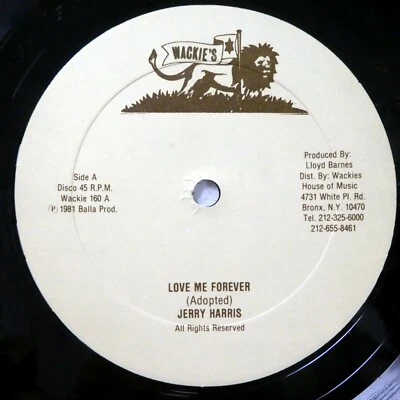 WACKIE'S
Side A
Disco 45 R.P.M.
Wackie 160 A
Ⓟ 1981 Balla Prod.
Produced By:
Lloyd Barnes
Dist. By: Wackies
House of Music
4731 White Pl. Rd.
Bronx, N.Y. 10470
Tel. 212-325-6000
212-655-8461
LOVE ME FOREVER
(Adopted)
JERRY HARRIS
All Rights Reserved